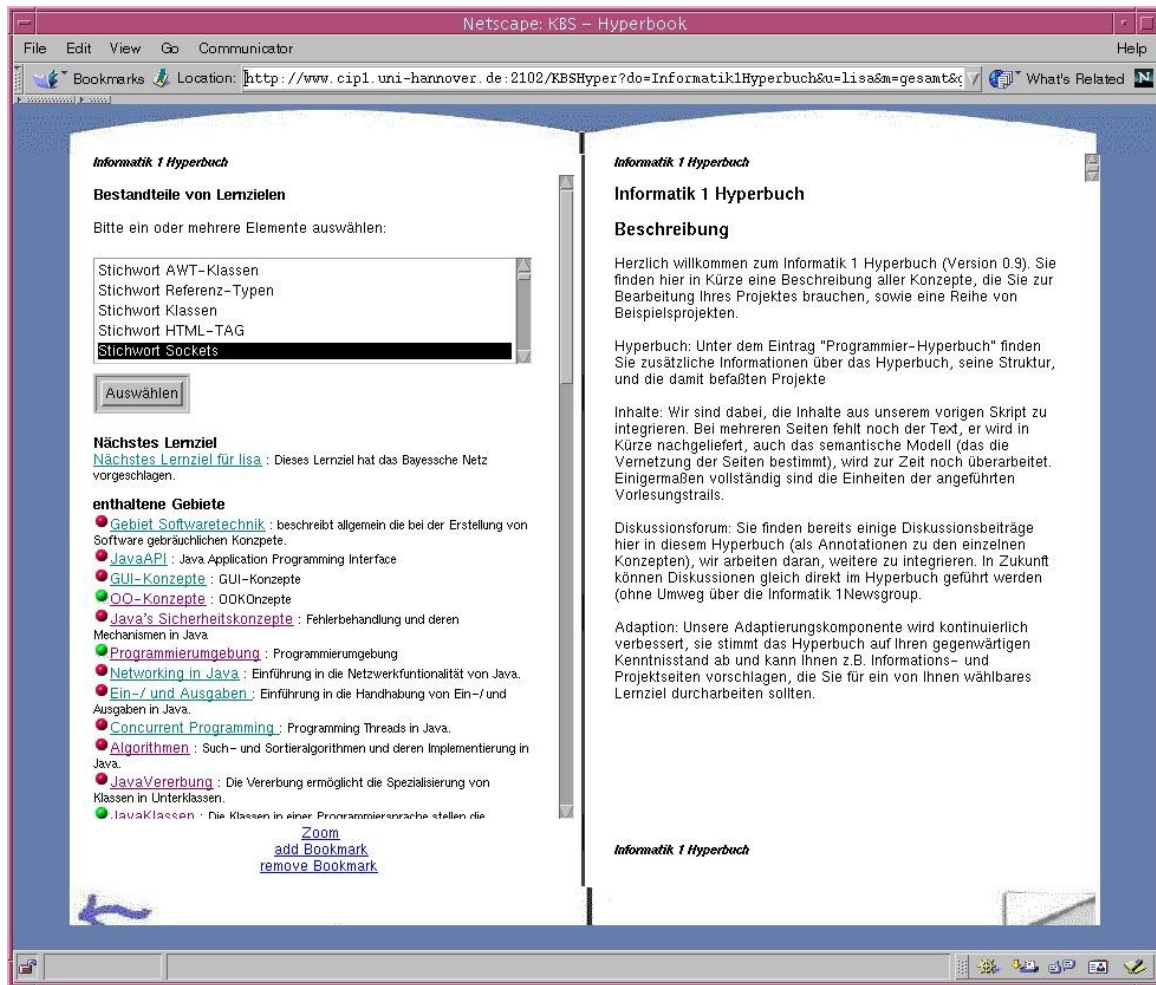 Netscape: KBS – Hyperbook
File Edit View Go Communicator Help
Bookmarks Location: http://www.cip1.uni-hannover.de:2102/KBSHyper?do=Informatik1Hyperbuch&u=lisa&m=gesamt& What's Related N
Informatik 1 Hyperbuch
Bestandteile von Lernzielen
Bitte ein oder mehrere Elemente auswählen:
Stichwort AWT-Klassen
Stichwort Referenz-Typen
Stichwort Klassen
Stichwort HTML-TAG
Stichwort Sockets
Auswählen
Nächstes Lernziel
Nächstes Lernziel für lisa : Dieses Lernziel hat das Bayessche Netz
vorgeschlagen.
enthaltene Gebiete
Gebiet Softwaretechnik : beschreibt allgemein die bei der Erstellung von
Software gebräuchlichen Konzpete.
JavaAPI : Java Application Programming Interface
GUI-Konzepte : GUI-Konzepte
OO-Konzepte : OOKOnzepte
Java's Sicherheitskonzepte : Fehlerbehandlung und deren
Mechanismen in Java
Programmierumgebung : Programmierumgebung
Networking in Java : Einführung in die Netzwerkfuntionalität von Java.
Ein-/ und Ausgaben : Einführung in die Handhabung von Ein-/und
Ausgaben in Java.
Concurrent Programming : Programming Threads in Java.
Algorithmen : Such- und Sortieralgorithmen und deren Implementierung in
Java.
JavaVererbung : Die Vererbung ermöglicht die Spezialisierung von
Klassen in Unterklassen.
JavaKlassen : Die Klassen in einer Programmiersprache stellen die
Zoom
add Bookmark
remove Bookmark
Informatik 1 Hyperbuch
Informatik 1 Hyperbuch
Beschreibung
Herzlich willkommen zum Informatik 1 Hyperbuch (Version 0.9). Sie
finden hier in Kürze eine Beschreibung aller Konzepte, die Sie zur
Bearbeitung Ihres Projektes brauchen, sowie eine Reihe von
Beispielsprojekten.
Hyperbuch: Unter dem Eintrag "Programmier-Hyperbuch" finden
Sie zusätzliche Informationen über das Hyperbuch, seine Struktur,
und die damit befaßten Projekte
Inhalte: Wir sind dabei, die Inhalte aus unserem vorigen Skript zu
integrieren. Bei mehreren Seiten fehlt noch der Text, er wird in
Kürze nachgeliefert, auch das semantische Modell (das die
Vernetzung der Seiten bestimmt), wird zur Zeit noch überarbeitet.
Einigermaßen vollständig sind die Einheiten der angeführten
Vorlesungstrails.
Diskussionsforum: Sie finden bereits einige Diskussionsbeiträge
hier in diesem Hyperbuch (als Annotationen zu den einzelnen
Konzepten), wir arbeiten daran, weitere zu integrieren. In Zukunft
können Diskussionen gleich direkt im Hyperbuch geführt werden
(ohne Umweg über die Informatik 1Newsgroup.
Adaption: Unsere Adaptierungskomponente wird kontinuierlich
verbessert, sie stimmt das Hyperbuch auf Ihren gegenwärtigen
Kenntnisstand ab und kann Ihnen z.B. Informations- und
Projektseiten vorschlagen, die Sie für ein von Ihnen wählbares
Lernziel durcharbeiten sollten.
Informatik 1 Hyperbuch